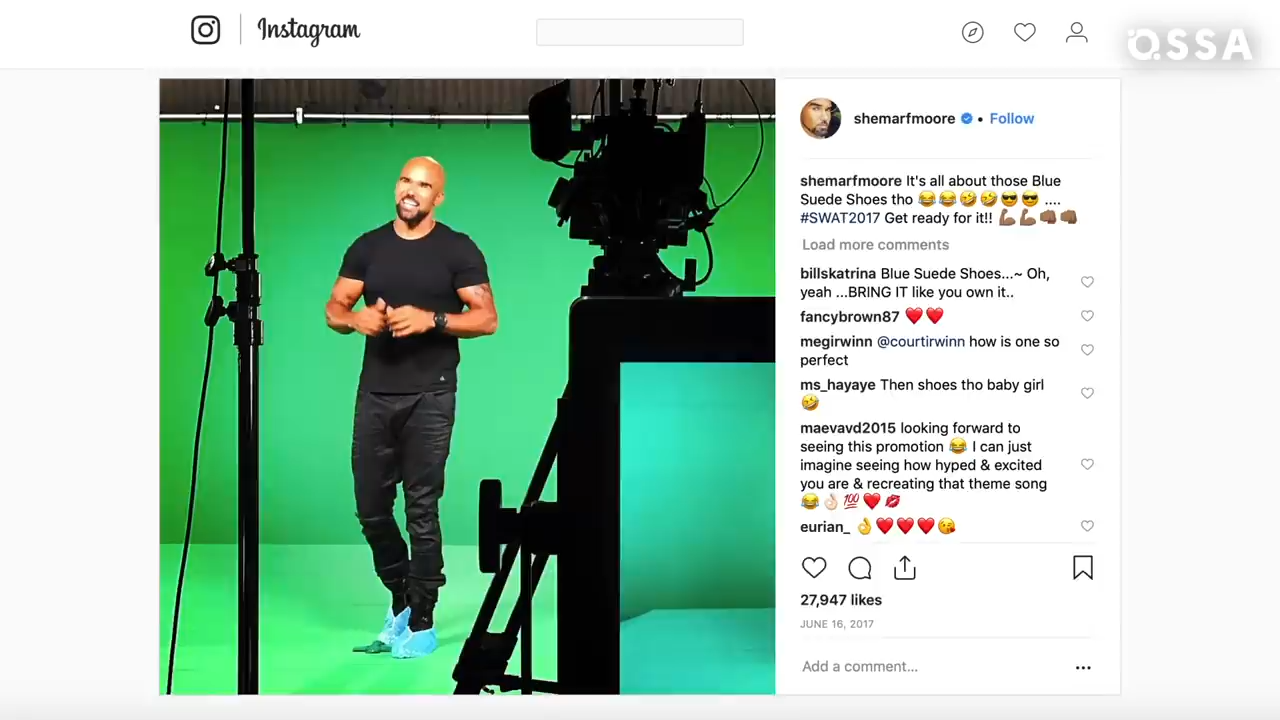 Instagram
QSSA
shemarfmoore • Follow
shemarfmoore It's all about those Blue
Suede Shoes tho 😂😂🤣🤣😎😎 ....
#SWAT2017 Get ready for it!! 💪🏾💪🏾👊🏾👊🏾
Load more comments
billskatrina Blue Suede Shoes...~ Oh,
yeah ...BRING IT like you own it..
fancybrown87 ❤️❤️
megirwinn @courtirwinn how is one so
perfect
ms_hayaye Then shoes tho baby girl
🤣
maevavd2015 looking forward to
seeing this promotion 😂 I can just
imagine seeing how hyped & excited
you are & recreating that theme song
😂👌🏻💯❤️💋
eurian_ 👌❤️❤️❤️😘
27,947 likes
JUNE 16, 2017
Add a comment...